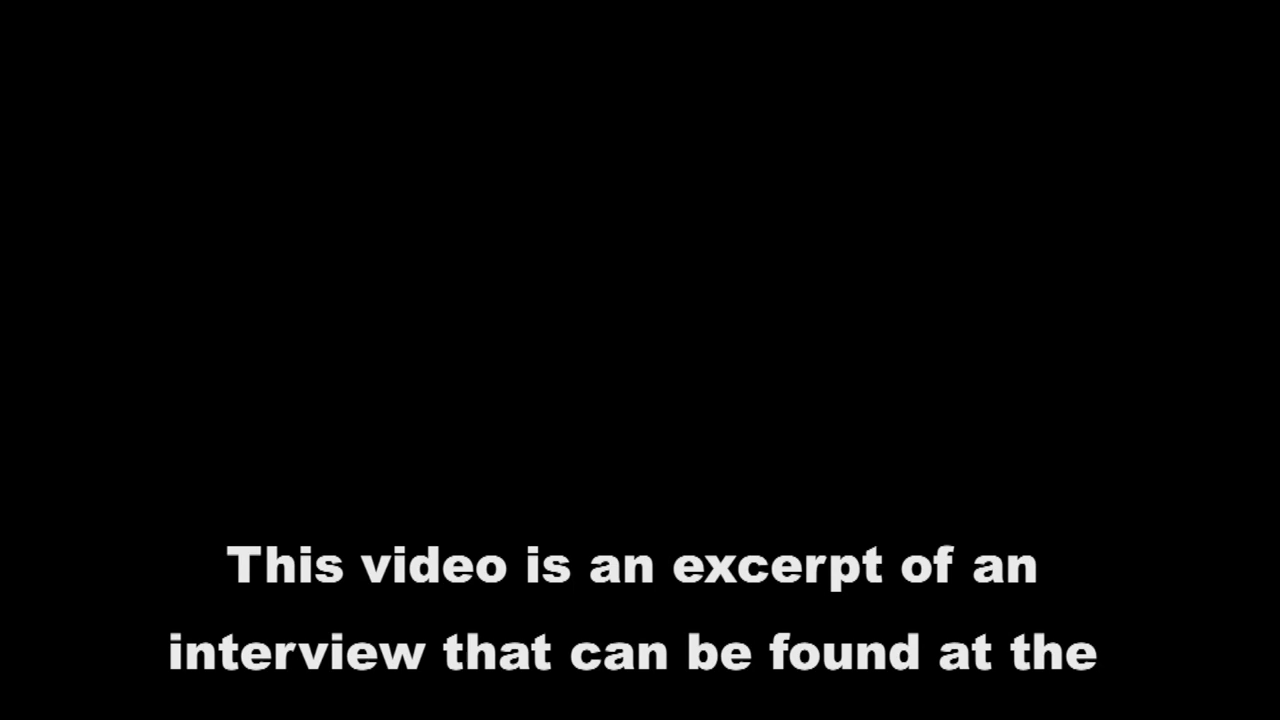 This video is an excerpt of an
interview that can be found at the